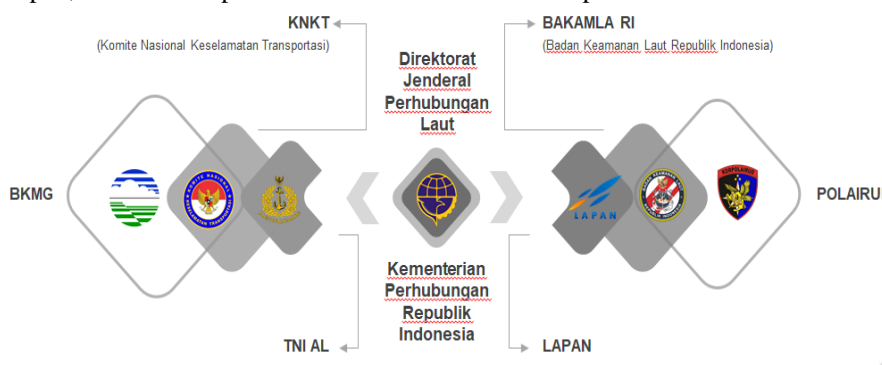 KNKT
(Komite Nasional Keselamatan Transportasi)
BAKAMLA RI
(Badan Keamanan Laut Republik Indonesia)
Direktorat
Jenderal
Perhubungan
Laut
BKMG
LAPAN
POLAIRU
Kementerian
Perhubungan
Republik
Indonesia
TNI AL
LAPAN